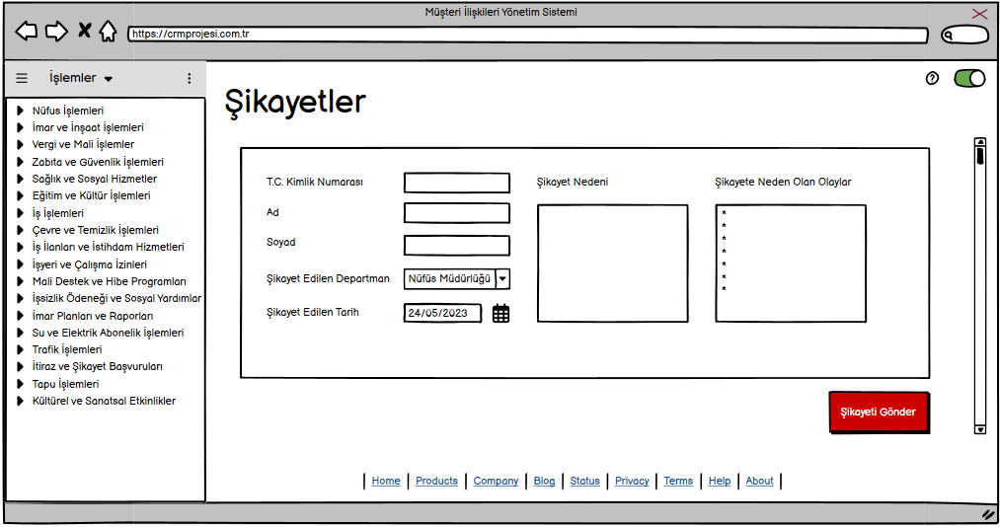 Müşteri İlişkileri Yönetim Sistemi
https://crmprojesi.com.tr
İşlemler
Nüfus İşlemleri
İmar ve İnşaat İşlemleri
Vergi ve Mali İşlemler
Zabıta ve Güvenlik İşlemleri
Sağlık ve Sosyal Hizmetler
Eğitim ve Kültür İşlemleri
İş İşlemleri
Çevre ve Temizlik İşlemleri
İş İlanları ve İstihdam Hizmetleri
İşyeri ve Çalışma İzinleri
Mali Destek ve Hibe Programları
İşsizlik Ödeneği ve Sosyal Yardımlar
İmar Planları ve Raporları
Su ve Elektrik Abonelik İşlemleri
Trafik İşlemleri
İtiraz ve Şikayet Başvuruları
Tapu İşlemleri
Kültürel ve Sanatsal Etkinlikler
Şikayetler
T.C. Kimlik Numarası
Ad
Soyad
Şikayet Edilen Departman Nüfüs Müdürlüğü
Şikayet Edilen Tarih 24/05/2023
Şikayet Nedeni
Şikayete Neden Olan Olaylar
*
*
*
*
*
*
*
Şikayeti Gönder
| Home | Products | Company | Blog | Status | Privacy | Terms | Help | About |